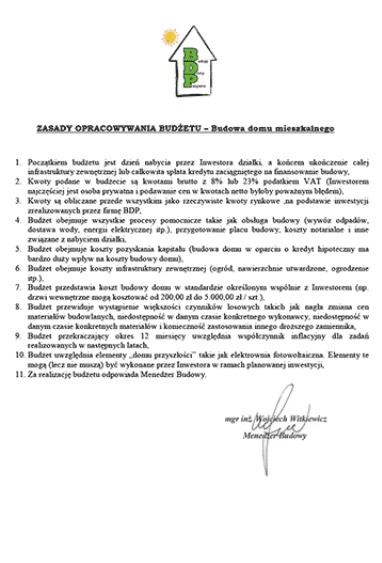 BDP
ZASADY OPRACOWYWANIA BUDŻETU – Budowa domu mieszkalnego
1. Początkiem budżetu jest dzień nabycia przez Inwestora działki, a końcem ukończenie całej
infrastruktury zewnętrznej lub całkowita spłata kredytu zaciągniętego na finansowanie budowy,
2. Kwoty podane w budżecie są kwotami brutto z 8% lub 23% podatkiem VAT (Inwestorem
najczęściej jest osoba prywatna i podawanie cen w kwotach netto byłoby poważnym błędem),
3. Kwoty są obliczane przede wszystkim jako rzeczywiste kwoty rynkowe ,na podstawie inwestycji
zrealizowanych przez firmę BDP,
4. Budżet obejmuje wszystkie procesy pomocnicze takie jak obsługa budowy (wywóz odpadów,
dostawa wody, energii elektrycznej itp.), przygotowanie placu budowy, koszty notarialne i inne
związane z nabyciem działki,
5. Budżet obejmuje koszty pozyskania kapitału (budowa domu w oparciu o kredyt hipoteczny ma
bardzo duży wpływ na koszty budowy domu),
6. Budżet obejmuje koszty infrastruktury zewnętrznej (ogród, nawierzchnie utwardzone, ogrodzenie
itp.),
7. Budżet przedstawia koszt budowy domu w standardzie określonym wspólnie z Inwestorem (np.
drzwi wewnętrzne mogą kosztować od 200,00 zł do 5.000,00 zł / szt.),
8. Budżet przewiduje wystąpienie większości czynników losowych takich jak nagła zmiana cen
materiałów budowlanych, niedostępność w danym czasie konkretnego wykonawcy, niedostępność w
danym czasie konkretnych materiałów i konieczność zastosowania innego droższego zamiennika,
9. Budżet przekraczający okres 12 miesięcy uwzględnia współczynnik inflacyjny dla zadań
realizowanych w następnych latach,
10. Budżet uwzględnia elementy „domu przyszłości” takie jak elektrownia fotowoltaiczna. Elementy te
mogą (lecz nie muszą) być wykonane przez Inwestora w ramach planowanej inwestycji,
11. Za realizację budżetu odpowiada Menedżer Budowy.
mgr inż. Wojciech Witkiewicz
Menedżer Budowy